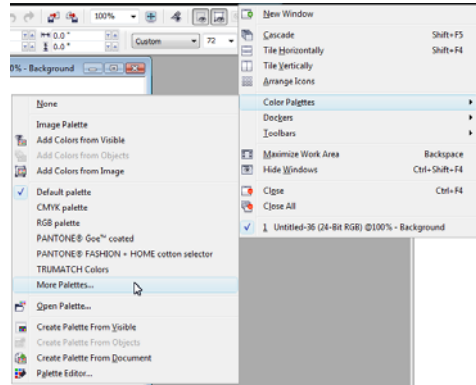 100%
0.0 "
0.0 "
Custom
72
0% - Background
New Window
Cascade Shift+F5
Tile Horizontally Shift+F4
Tile Vertically
Arrange Icons
Color Palettes
Dockers
Toolbars
Maximize Work Area Backspace
Hide Windows Ctrl+Shift+F4
Close Ctrl+F4
Close All
1 Untitled-36 (24-Bit RGB) @100% - Background
None
Image Palette
Add Colors from Visible
Add Colors from Objects
Add Colors from Image
Default palette
CMYK palette
RGB palette
PANTONE® Goe™ coated
PANTONE® FASHION + HOME cotton selector
TRUMATCH Colors
More Palettes...
Open Palette...
Create Palette From Visible
Create Palette From Objects
Create Palette From Document
Palette Editor...